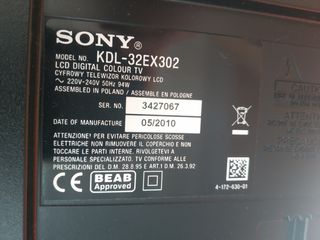 SONY®
MODEL NO. KDL-32EX302
LCD DIGITAL COLOUR TV
CYFROWY TELEWIZOR KOLOROWY LCD
~ 220V-240V 50Hz 94W
ASSEMBLED IN POLAND / ASSEMBLE EN POLOGNE
SER. NO. 3427067
DATE OF MANUFACTURE 05/2010
ATTENZIONE! PER EVITARE PERICOLOSE SCOSSE
ELETTRICHE NON RIMUOVERE IL COPERCHIO E NON
TOCCARE LE PARTI INTERNE. RIVOLGETEVI A
PERSONALE SPECIALIZZATO. TV CONFORME ALLE
PRESCRIZIONI DEL D.M. 28.8.95 E ART.1 D.M. 26.3.92
CE BEAB Approved
4-172-630-01